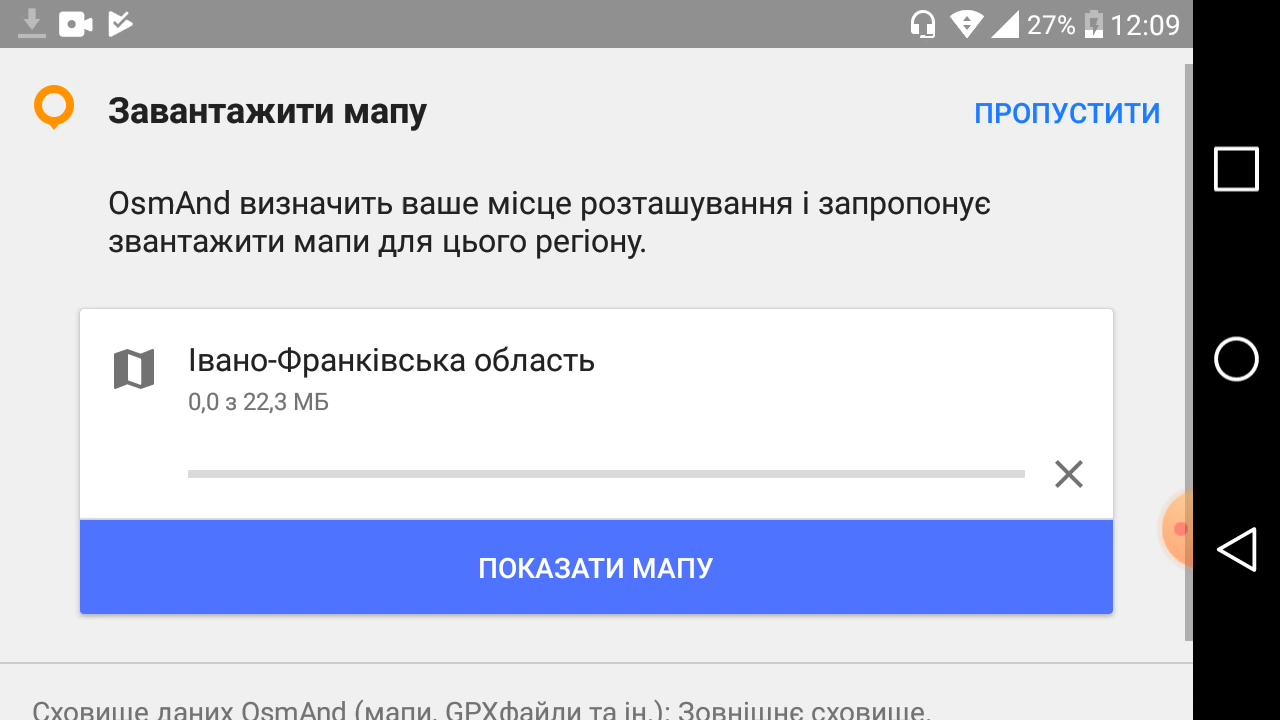 27% 12:09
Завантажити мапу
ПРОПУСТИТИ
OsmAnd визначить ваше місце розташування і запропонує
звантажити мапи для цього регіону.
Івано-Франківська область
0,0 з 22,3 МБ
ПОКАЗАТИ МАПУ
Сховище даних OsmAnd (мапи, GPXфайли та ін.): Зовнішнє сховище.